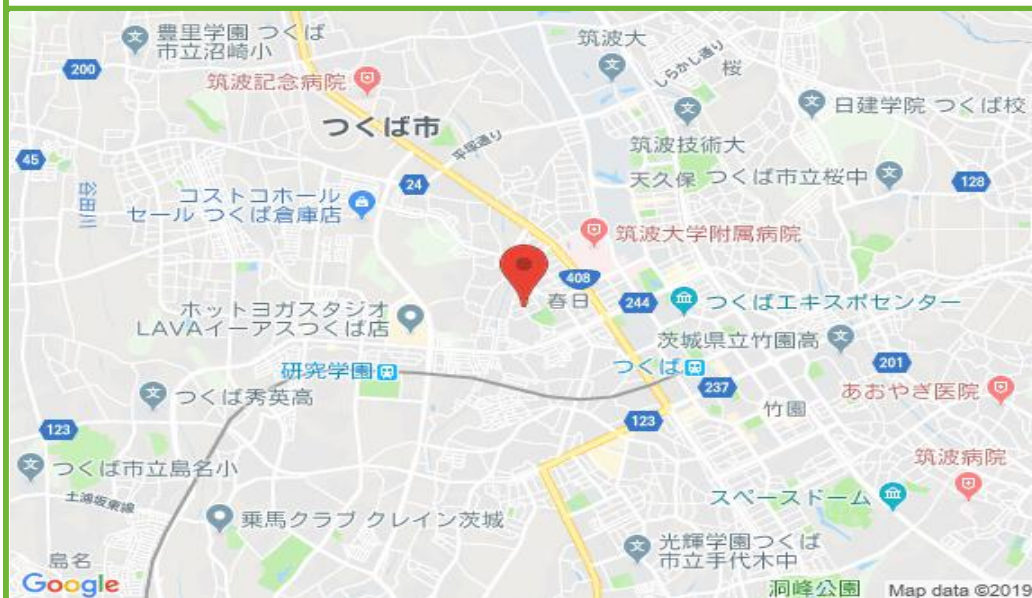 豊里学園 つくば
市立沼崎小
筑波大
しらかし通り
桜
200
筑波記念病院
日建学院 つくば校
つくば市
平塚通り
筑波技術大
45
谷田川
24
天久保
つくば市立桜中
128
コストコホール
セール つくば倉庫店
筑波大学附属病院
408
春日
244
つくばエキスポセンター
ホットヨガスタジオ
LAVAイーアスつくば店
茨城県立竹園高
研究学園
つくば
201
237
あおやぎ医院
つくば秀英高
竹園
123
123
つくば市立島名小
筑波病院
土浦坂東線
スペースドーム
乗馬クラブ クレイン茨城
光輝学園つくば
市立手代木中
島名
Google
洞峰公園
Map data ©2019